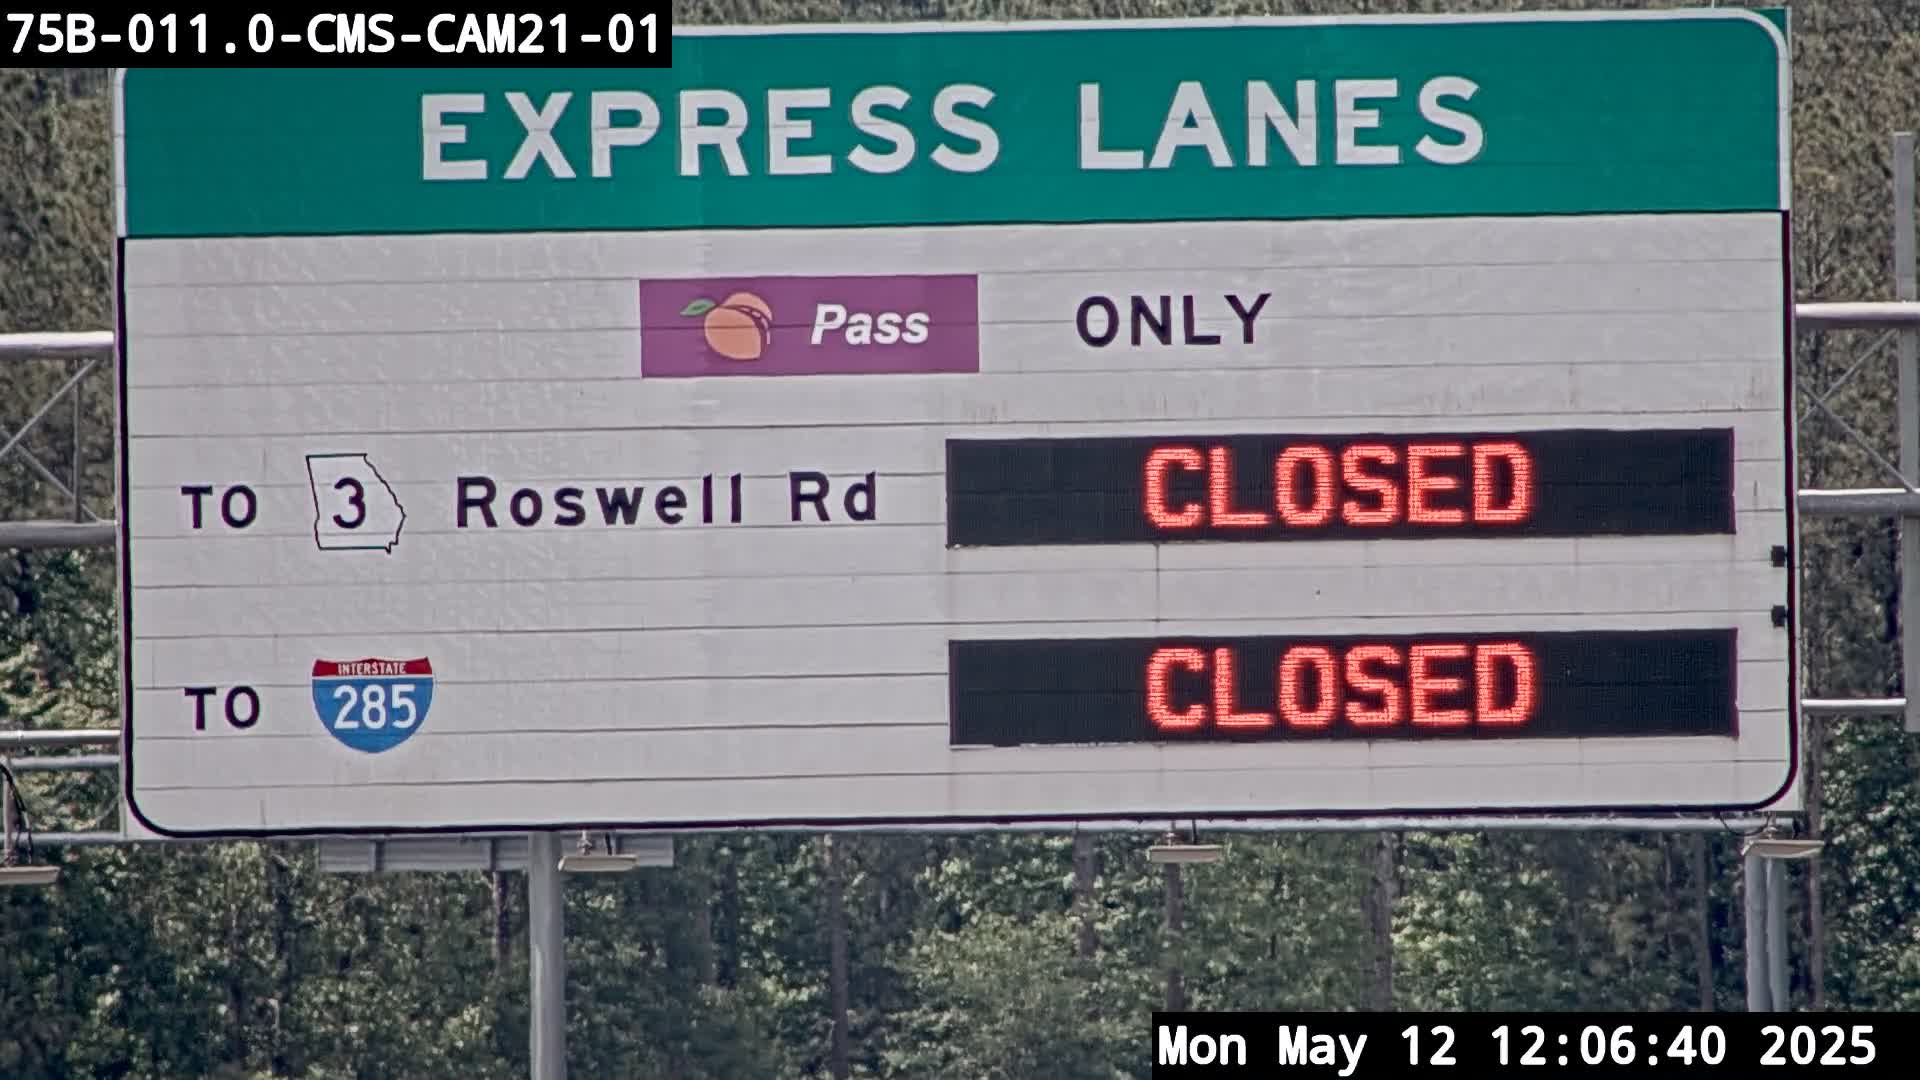 75B-011.0-CMS-CAM21-01
EXPRESS LANES
Pass ONLY
TO 3 Roswell Rd CLOSED
INTERSTATE
TO 285 CLOSED
Mon May 12 12:06:40 2025